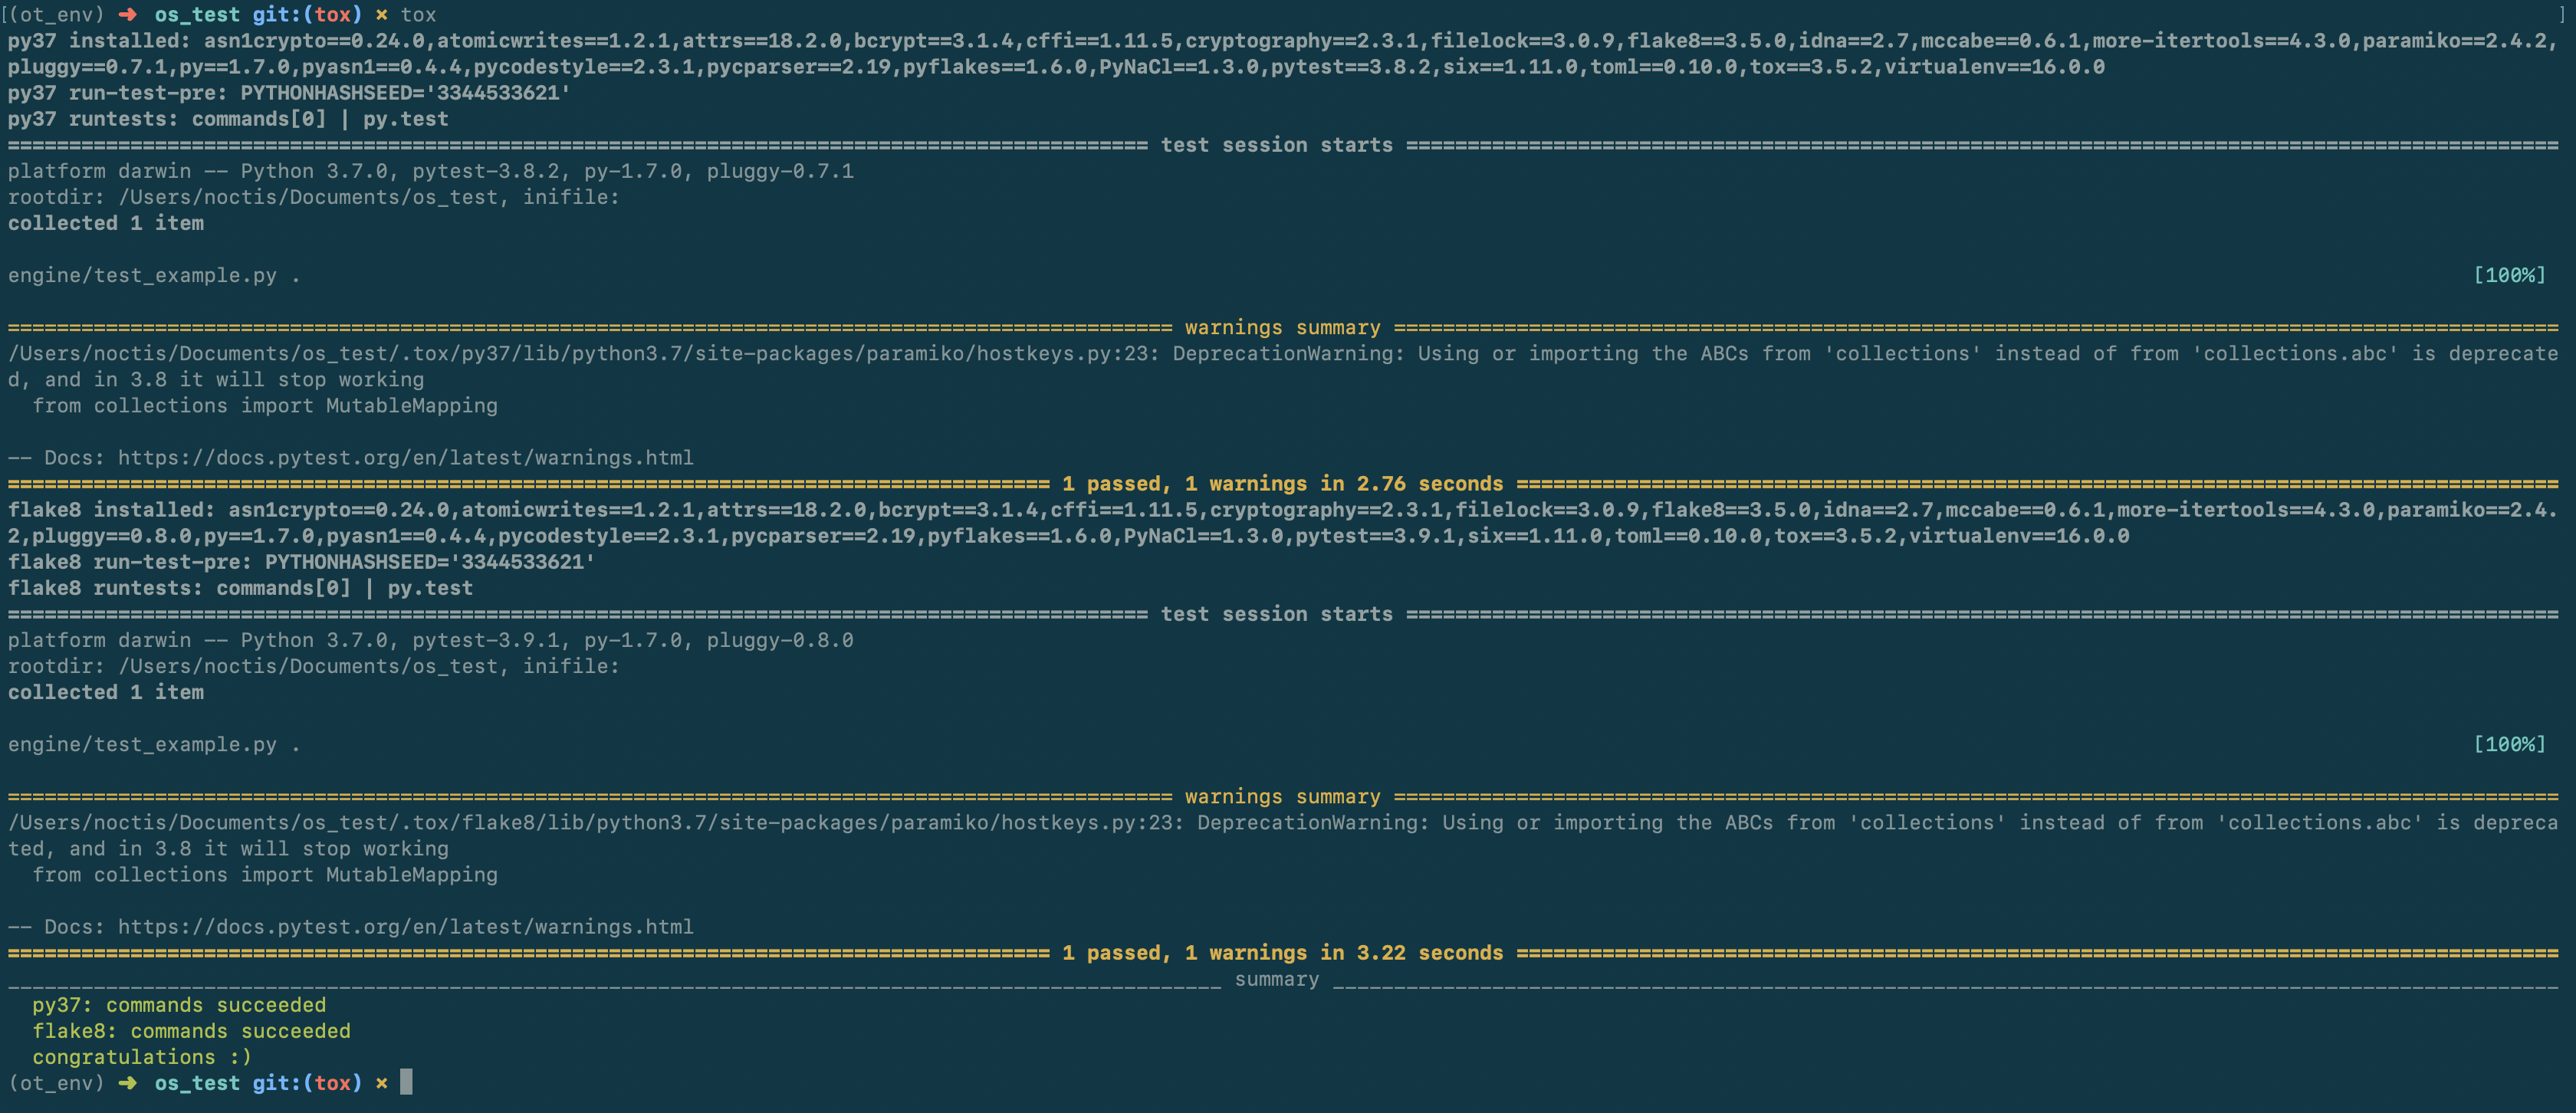 [(ot_env) ➜ os_test git:(tox) × tox ]
py37 installed: asn1crypto==0.24.0,atomicwrites==1.2.1,attrs==18.2.0,bcrypt==3.1.4,cffi==1.11.5,cryptography==2.3.1,filelock==3.0.9,flake8==3.5.0,idna==2.7,mccabe==0.6.1,more-itertools==4.3.0,paramiko==2.4.2,
pluggy==0.7.1,py==1.7.0,pyasn1==0.4.4,pycodestyle==2.3.1,pycparser==2.19,pyflakes==1.6.0,PyNaCl==1.3.0,pytest==3.8.2,six==1.11.0,toml==0.10.0,tox==3.5.2,virtualenv==16.0.0
py37 run-test-pre: PYTHONHASHSEED='3344533621'
py37 runtests: commands[0] | py.test
============================================================================================= test session starts ==============================================================================================
platform darwin -- Python 3.7.0, pytest-3.8.2, py-1.7.0, pluggy-0.7.1
rootdir: /Users/noctis/Documents/os_test, inifile:
collected 1 item
engine/test_example.py . [100%]
=============================================================================================== warnings summary ===============================================================================================
/Users/noctis/Documents/os_test/.tox/py37/lib/python3.7/site-packages/paramiko/hostkeys.py:23: DeprecationWarning: Using or importing the ABCs from 'collections' instead of from 'collections.abc' is deprecate
d, and in 3.8 it will stop working
from collections import MutableMapping
-- Docs: https://docs.pytest.org/en/latest/warnings.html
===================================================================================== 1 passed, 1 warnings in 2.76 seconds =====================================================================================
flake8 installed: asn1crypto==0.24.0,atomicwrites==1.2.1,attrs==18.2.0,bcrypt==3.1.4,cffi==1.11.5,cryptography==2.3.1,filelock==3.0.9,flake8==3.5.0,idna==2.7,mccabe==0.6.1,more-itertools==4.3.0,paramiko==2.4.
2,pluggy==0.8.0,py==1.7.0,pyasn1==0.4.4,pycodestyle==2.3.1,pycparser==2.19,pyflakes==1.6.0,PyNaCl==1.3.0,pytest==3.9.1,six==1.11.0,toml==0.10.0,tox==3.5.2,virtualenv==16.0.0
flake8 run-test-pre: PYTHONHASHSEED='3344533621'
flake8 runtests: commands[0] | py.test
============================================================================================= test session starts ==============================================================================================
platform darwin -- Python 3.7.0, pytest-3.9.1, py-1.7.0, pluggy-0.8.0
rootdir: /Users/noctis/Documents/os_test, inifile:
collected 1 item
engine/test_example.py . [100%]
=============================================================================================== warnings summary ===============================================================================================
/Users/noctis/Documents/os_test/.tox/flake8/lib/python3.7/site-packages/paramiko/hostkeys.py:23: DeprecationWarning: Using or importing the ABCs from 'collections' instead of from 'collections.abc' is depreca
ted, and in 3.8 it will stop working
from collections import MutableMapping
-- Docs: https://docs.pytest.org/en/latest/warnings.html
===================================================================================== 1 passed, 1 warnings in 3.22 seconds =====================================================================================
___________________________________________________________________________________________________ summary ____________________________________________________________________________________________________
py37: commands succeeded
flake8: commands succeeded
congratulations :)
(ot_env) ➜ os_test git:(tox) ×